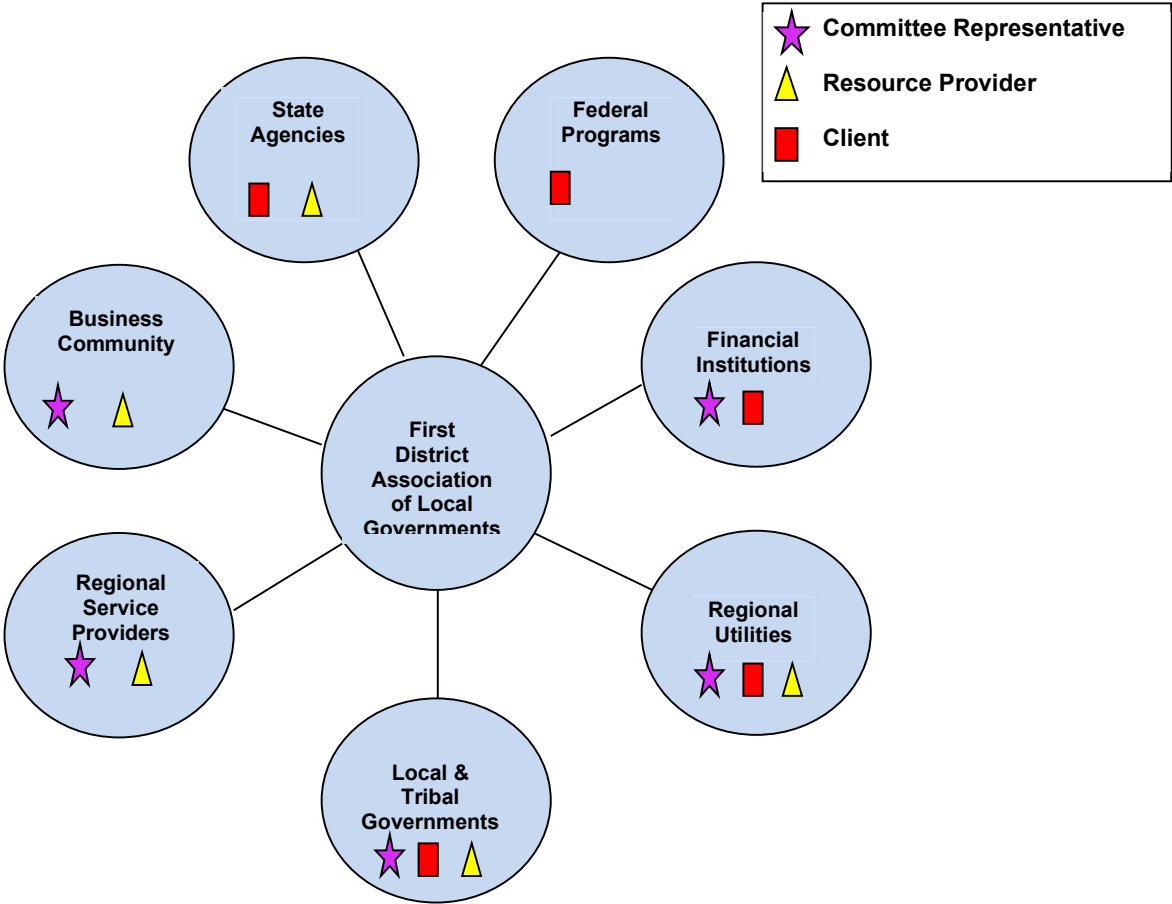 Committee Representative
Resource Provider
Client
State
Agencies
Federal
Programs
Business
Community
Financial
Institutions
First
District
Association
of Local
Governments
Regional
Service
Providers
Regional
Utilities
Local &
Tribal
Governments